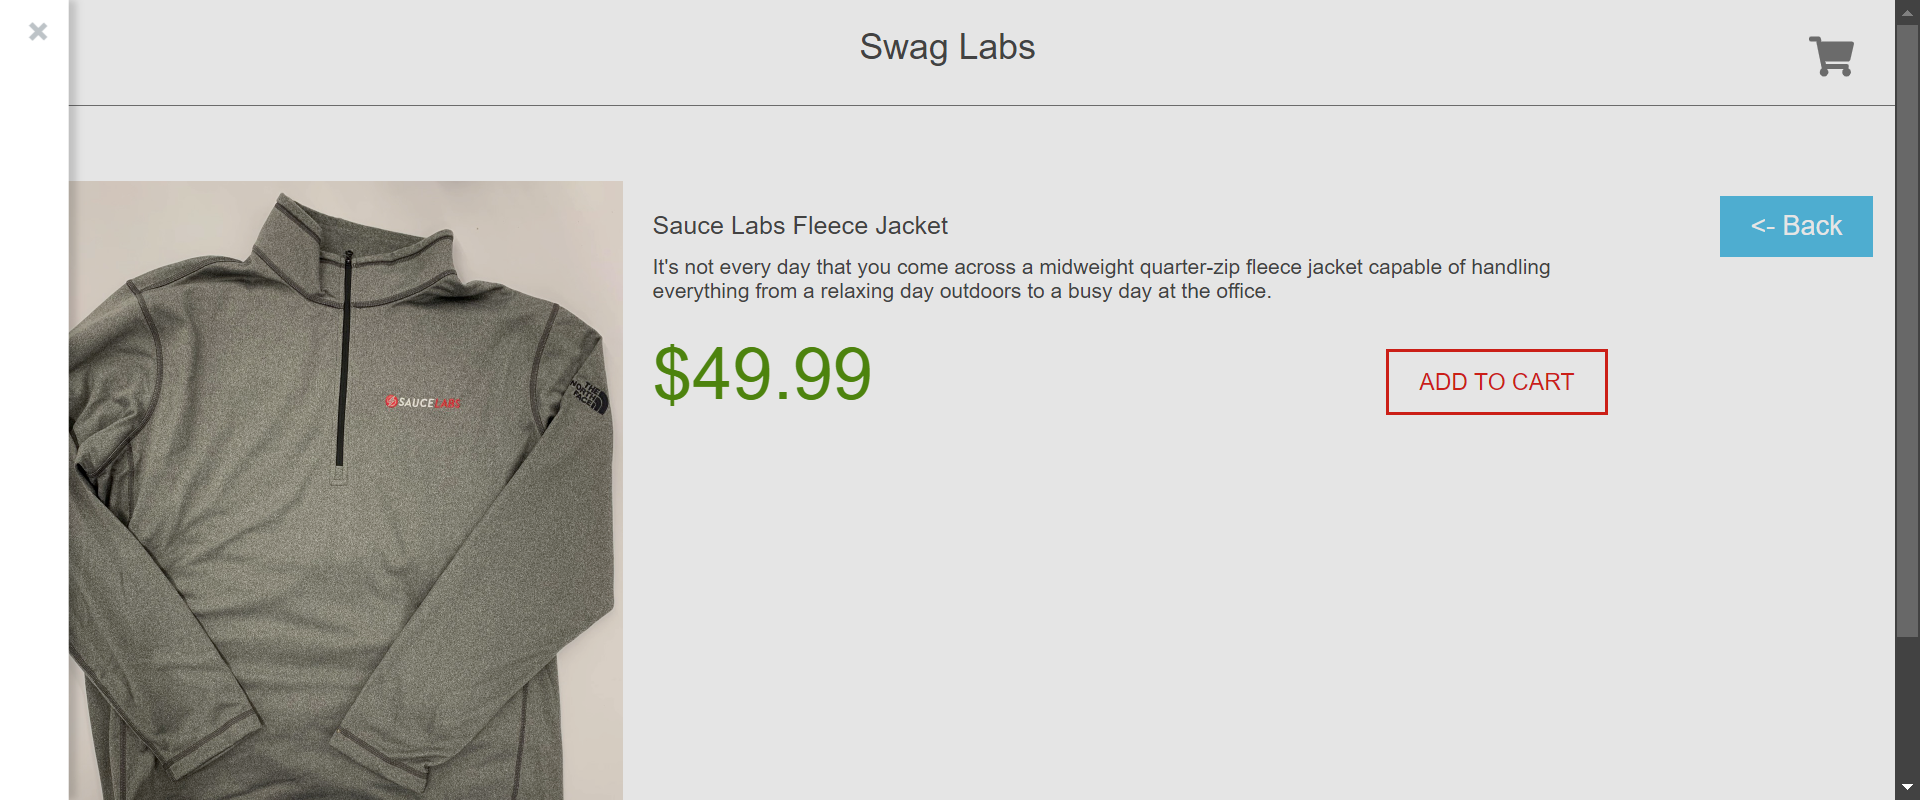 Swag Labs
Sauce Labs Fleece Jacket
<- Back
It's not every day that you come across a midweight quarter-zip fleece jacket capable of handling
everything from a relaxing day outdoors to a busy day at the office.
$49.99
ADD TO CART
SAUCELABS
THE
NORTH
FACE